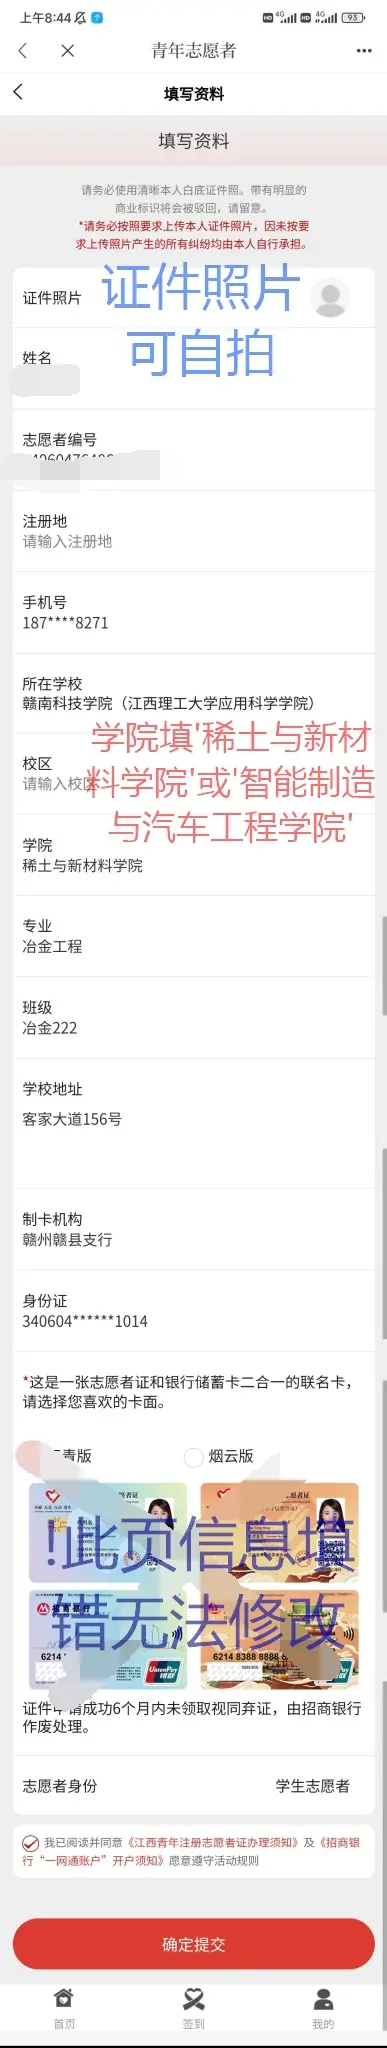 上午8:44
4G
4G
93
青年志愿者
填写资料
填写资料
请务必使用清晰本人白底证件照。带有明显的
商业标识将会被驳回，请留意。
*请务必按照要求上传本人证件照片，因未按要
求上传照片产生的所有纠纷均由本人自行承担。
证件照片
证件照片
可自拍
姓名
志愿者编号
注册地
请输入注册地
手机号
187****8271
所在学校
赣南科技学院（江西理工大学应用科学学院）
学院填'稀土与新材
料学院'或'智能制造
与汽车工程学院'
校区
请输入校区
学院
稀土与新材料学院
专业
冶金工程
班级
冶金222
学校地址
客家大道156号
制卡机构
赣州赣县支行
身份证
340604******1014
*这是一张志愿者证和银行储蓄卡二合一的联名卡，
请选择您喜欢的卡面。
青版
烟云版
!此页信息填
错无法修改
招商银行
6214
UnionPay
银联
6214 8388 8888
UnionPay
证件申请成功6个月内未领取视同弃证，由招商银行
作废处理。
志愿者身份
学生志愿者
我已阅读并同意《江西青年注册志愿者证办理须知》及《招商银
行“一网通账户”开户须知》愿意遵守活动规则
确定提交
首页
签到
我的